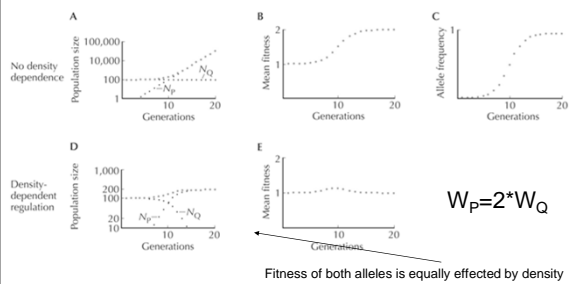 A
B
C
No density
dependence
Population size
100,000
10,000
100
1
N_Q
N_P
10
20
Generations
Mean fitness
2
1
10
20
Generations
Allele frequency
1
10
20
Generations
D
E
Density-
dependent
regulation
Population size
1,000
200
100
20
10
N_P
N_Q
10
20
Generations
Mean fitness
2
1
10
20
Generations
W_P=2*W_Q
Fitness of both alleles is equally effected by density